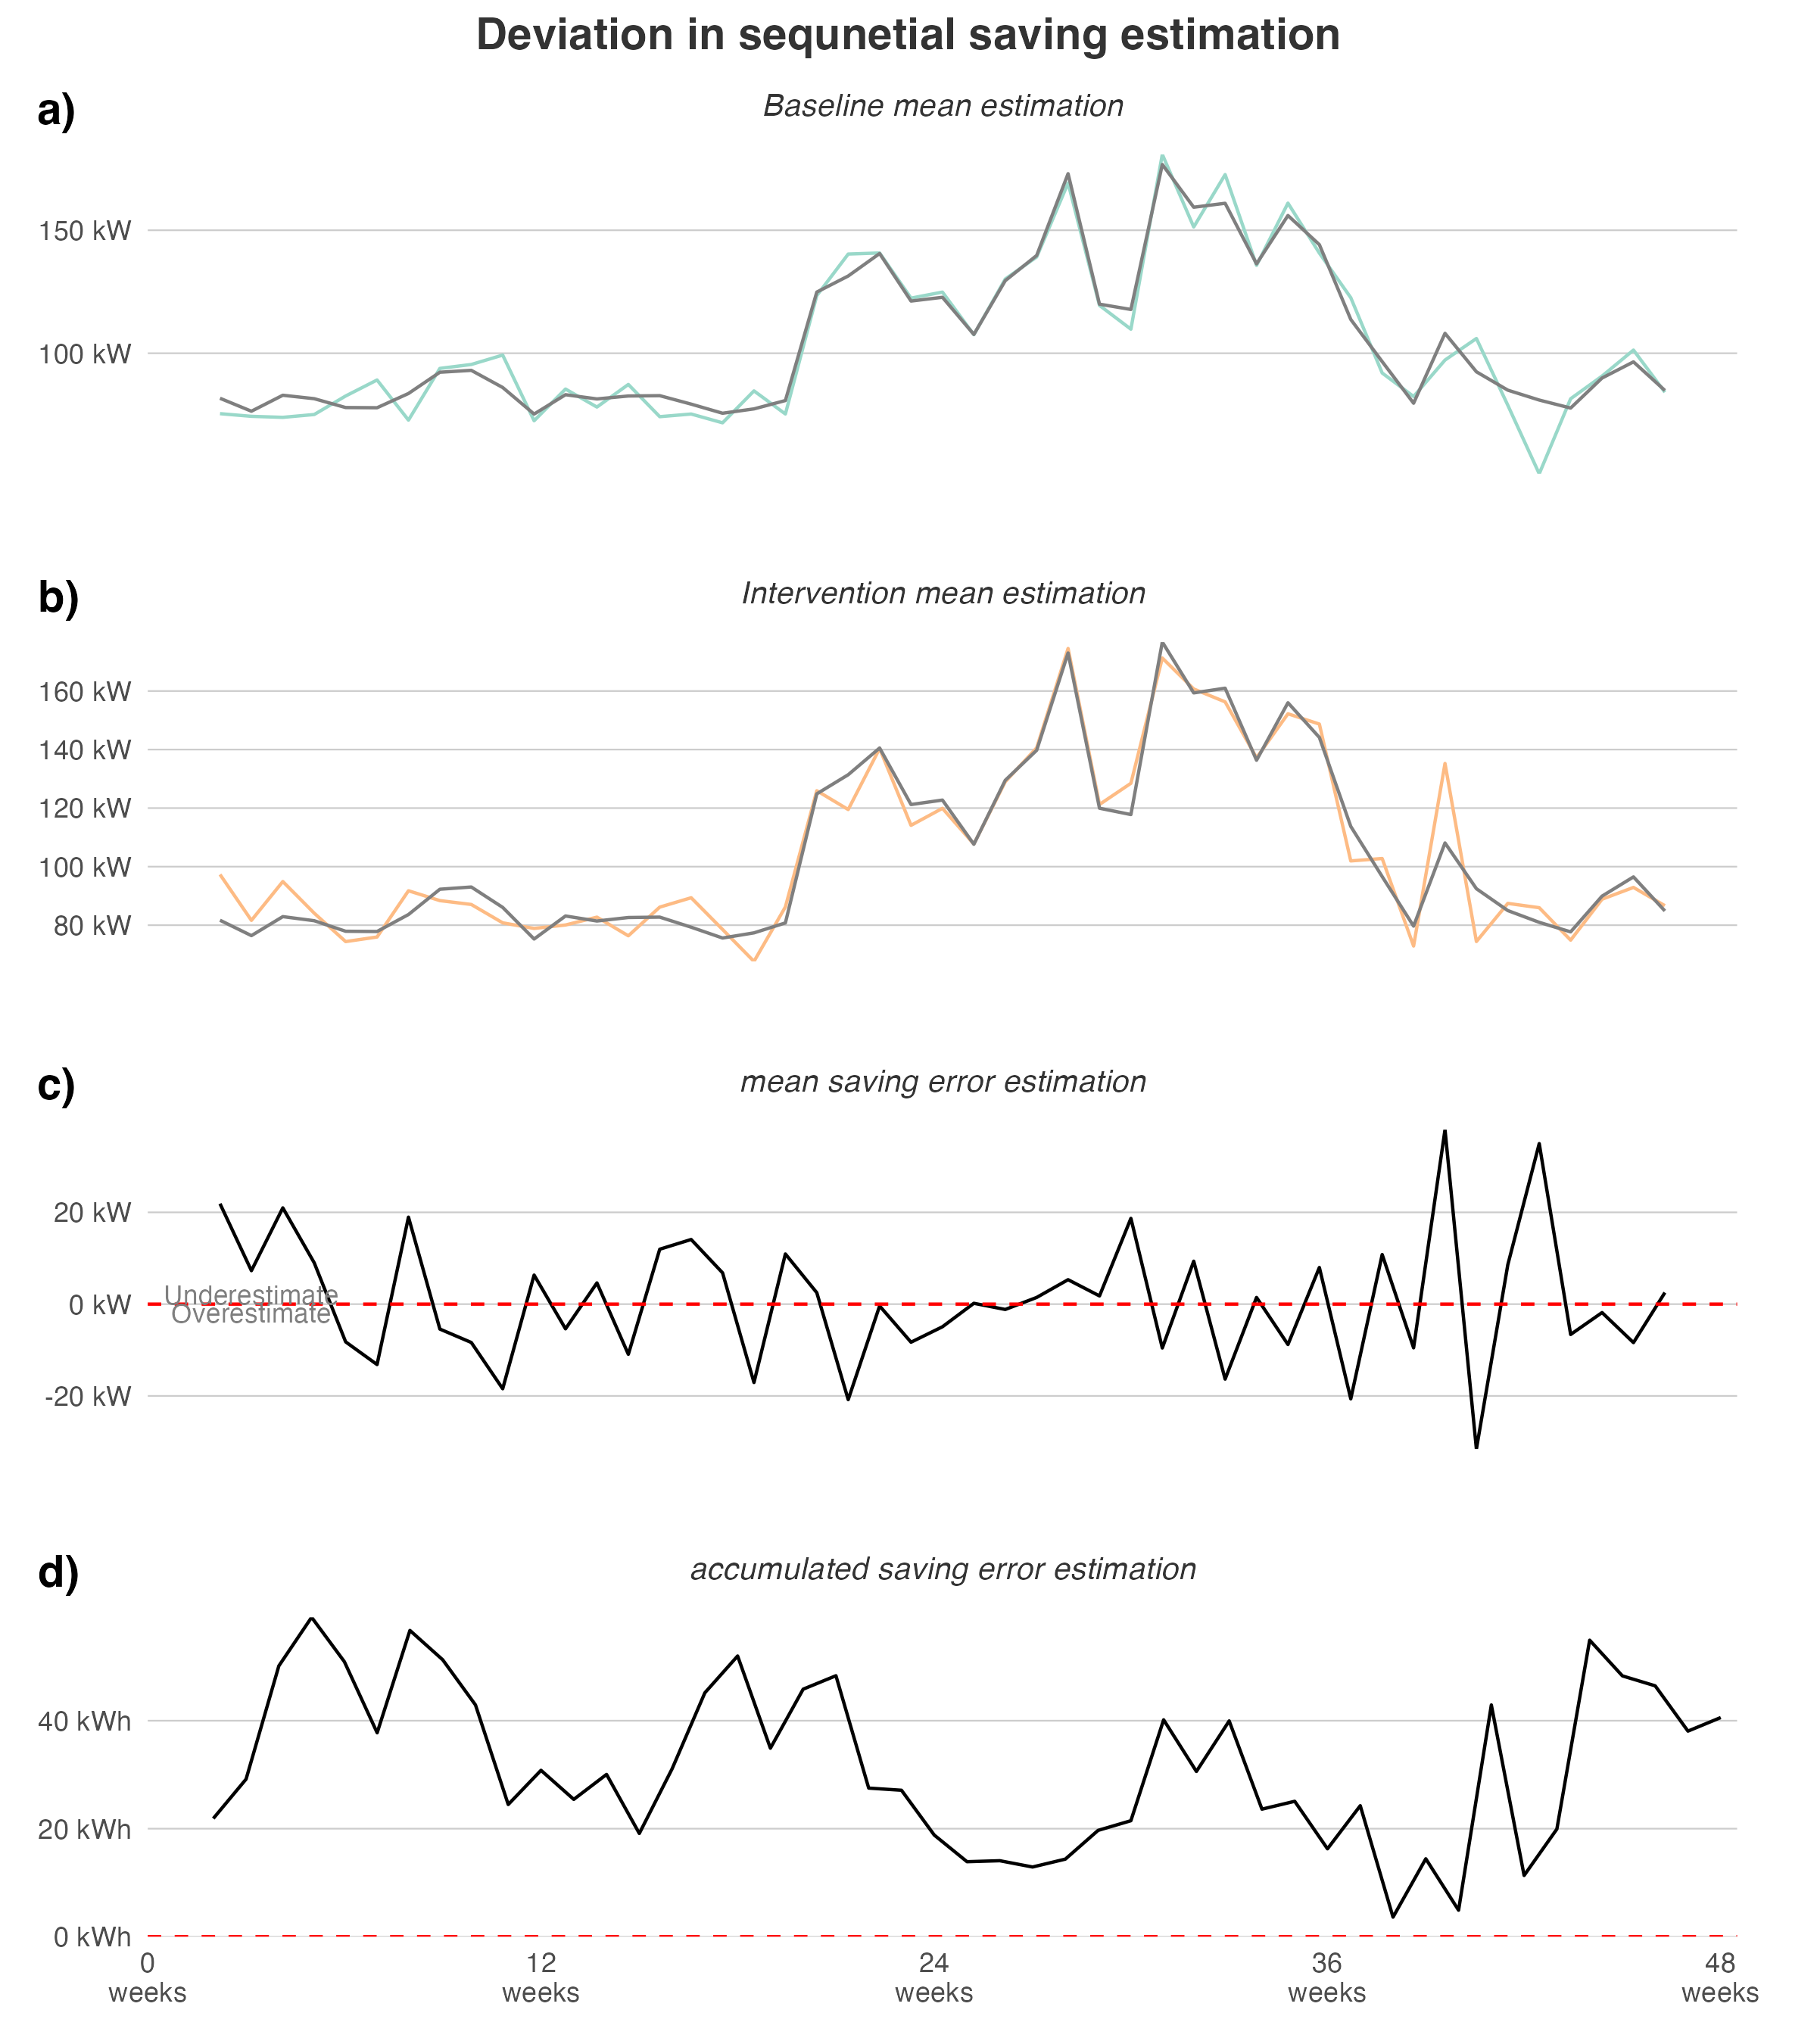 Deviation in sequnetial saving estimation
a)
Baseline mean estimation
150 kW
100 kW
b)
Intervention mean estimation
160 kW
140 kW
120 kW
100 kW
80 kW
c)
mean saving error estimation
20 kW
Underestimate
0 kW
Overestimate
-20 kW
d)
accumulated saving error estimation
40 kWh
20 kWh
0 kWh
0 12 24 36 48
weeks weeks weeks weeks weeks